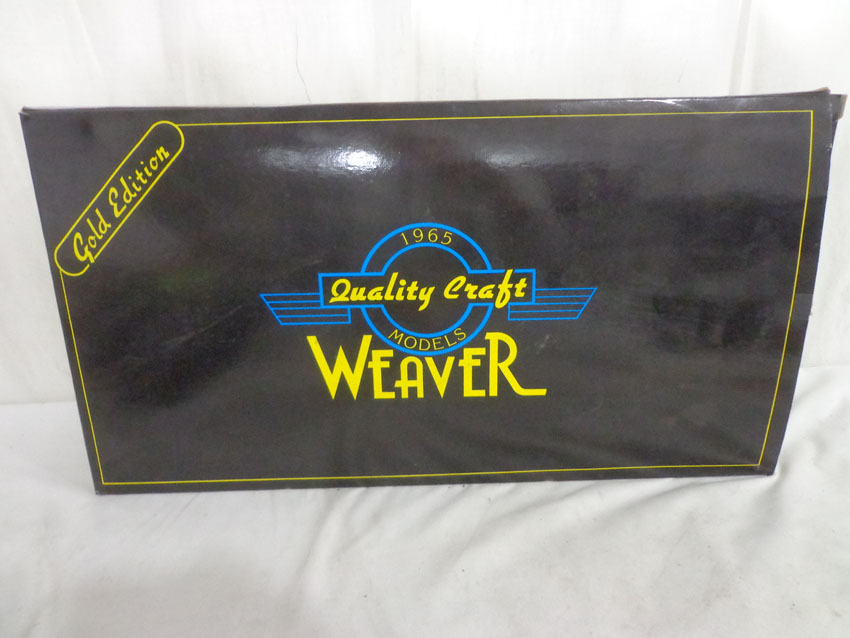 Gold Edition
1965
Quality Craft
MODELS
WEAVER